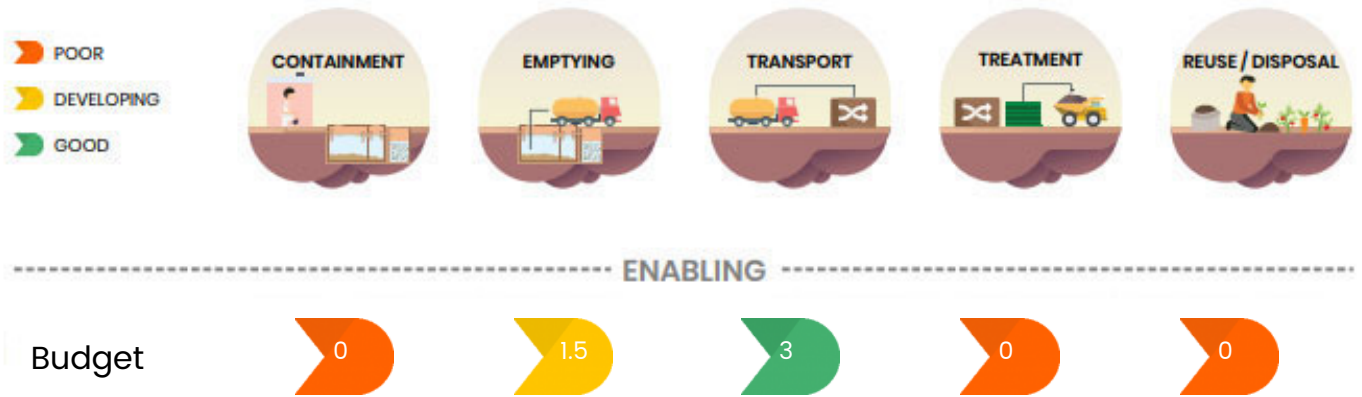 POOR
DEVELOPING
GOOD
CONTAINMENT
EMPTYING
TRANSPORT
TREATMENT
REUSE / DISPOSAL
ENABLING
Budget
0
1.5
3
0
0